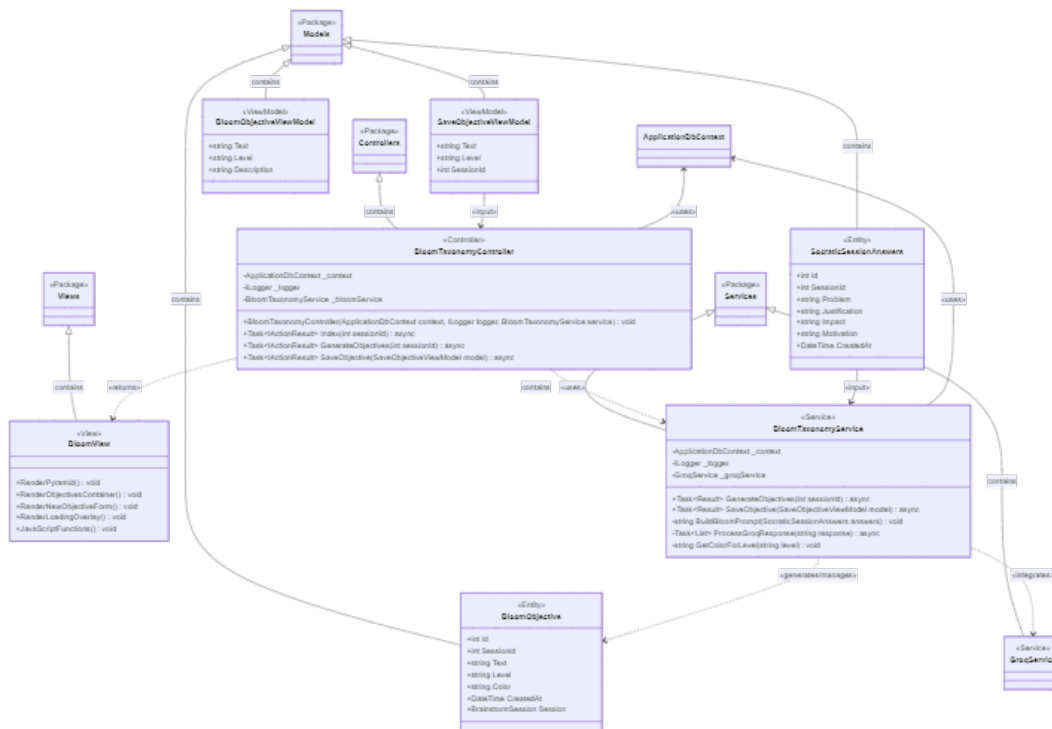 «Package»
Models
contains
contains
«ViewModel»
BloomObjectiveViewModel
+string Text
+string Level
+string Description
«ViewModel»
SaveObjectiveViewModel
+string Text
+string Level
+int SessionId
«Package»
Controllers
ApplicationDbContext
contains
contains
«input»
«uses»
«Controller»
BloomTaxonomyController
-ApplicationDbContext _context
-ILogger _logger
-BloomTaxonomyService _bloomService
+BloomTaxonomyController(ApplicationDbContext context, ILogger logger, BloomTaxonomyService service) : void
+Task<IActionResult> Index(int sessionId) : async
+Task<IActionResult> GenerateObjectives(int sessionId) : async
+Task<IActionResult> SaveObjective(SaveObjectiveViewModel model) : async
«Entity»
SocraticSessionAnswers
+int Id
+int SessionId
+string Problem
+string Justification
+string Impact
+string Motivation
+DateTime CreatedAt
«Package»
Views
«Package»
Services
contains
«uses»
contains
«returns»
contains
«uses»
«input»
«View»
BloomView
+RenderPyramid() : void
+RenderObjectivesContainer() : void
+RenderNewObjectiveForm() : void
+RenderLoadingOverlay() : void
+JavaScriptFunctions() : void
«Service»
BloomTaxonomyService
-ApplicationDbContext _context
-ILogger _logger
-GroqService _groqService
+Task<Result> GenerateObjectives(int sessionId) : async
+Task<Result> SaveObjective(SaveObjectiveViewModel model) : async
-string BuildBloomPrompt(SocraticSessionAnswers answers) : void
-Task<List> ProcessGroqResponse(string response) : async
-string GetColorForLevel(string level) : void
contains
«generates/manages»
«integrates»
«Entity»
BloomObjective
+int Id
+int SessionId
+string Text
+string Level
+string Color
+DateTime CreatedAt
+BrainstormSession Session
«Service»
GroqService